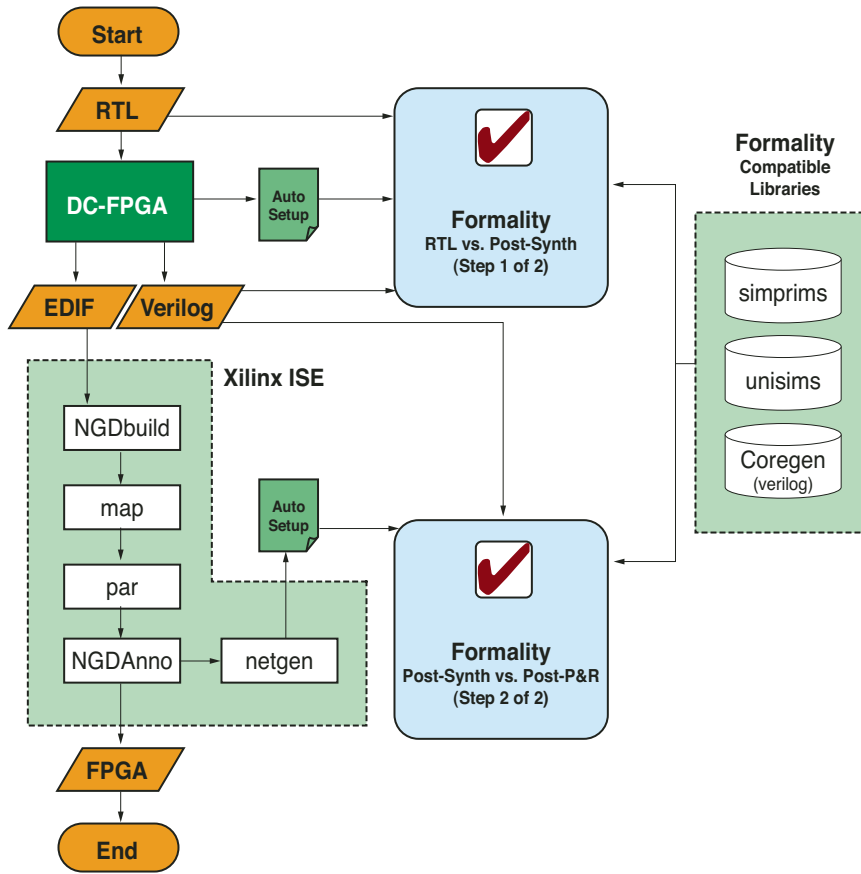 Start
RTL
DC-FPGA
Auto
Setup
Formality
RTL vs. Post-Synth
(Step 1 of 2)
Formality
Compatible
Libraries
simprims
unisims
Coregen
(verilog)
EDIF
Verilog
Xilinx ISE
NGDbuild
map
par
NGDAnno
netgen
Auto
Setup
Formality
Post-Synth vs. Post-P&R
(Step 2 of 2)
FPGA
End